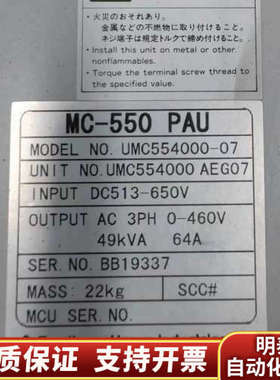 ・火災のおそれあり。
金属などの不燃物に取り付けること。
ネジ端子は規定トルクで締め付けること。
・Install this unit on metal or other
nonflammables.
・Torque the terminal screw thread to
the specified value.
MC-550 PAU
MODEL NO. UMC554000-07
UNIT NO. UMC554000 AEG07
INPUT DC513-650V
OUTPUT AC 3PH 0-460V
49kVA 64A
SER. NO. BB19337
MASS: 22kg SCC#
MCU SER. NO.
质保证 支持
明
自动化